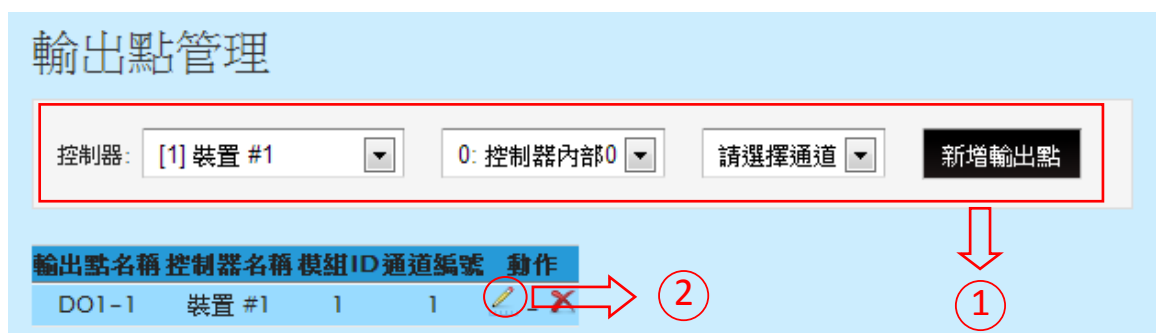 輸出點管理
控制器: [1] 裝置 #1 0: 控制器內部0 請選擇通道 新增輸出點
輸出點名稱 控制器名稱 模組ID 通道編號 動作
DO1-1 裝置 #1 1 1 -
2
1